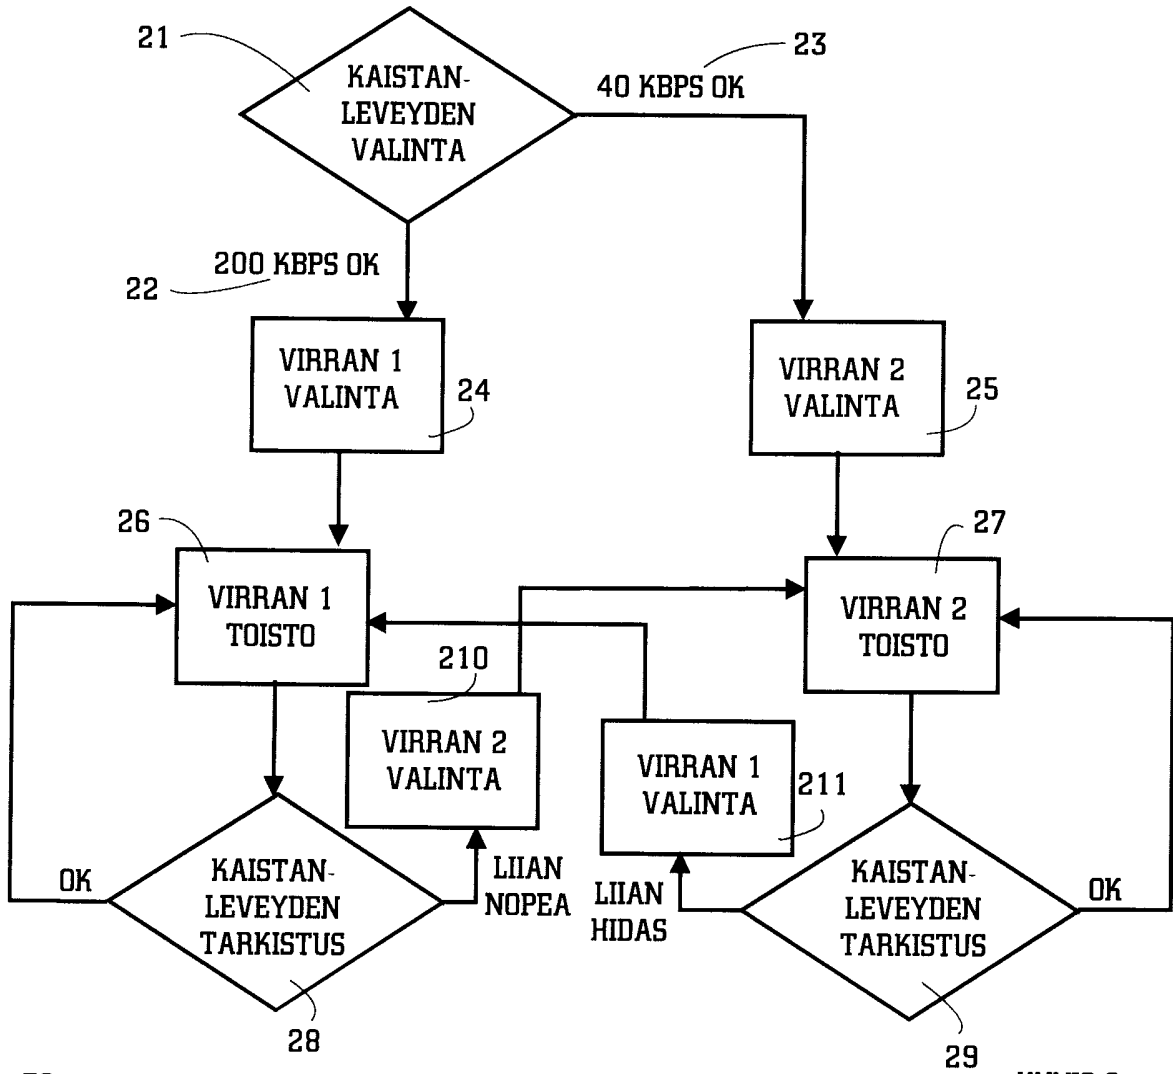 21
23
KAISTAN-
LEVEYDEN
VALINTA
40 KBPS OK
200 KBPS OK
22
VIRRAN 1
VALINTA
24
VIRRAN 2
VALINTA
25
26
27
VIRRAN 1
TOISTO
VIRRAN 2
TOISTO
210
VIRRAN 2
VALINTA
VIRRAN 1
VALINTA
211
OK
KAISTAN-
LEVEYDEN
TARKISTUS
LIIAN
NOPEA
LIIAN
HIDAS
KAISTAN-
LEVEYDEN
TARKISTUS
OK
28
29